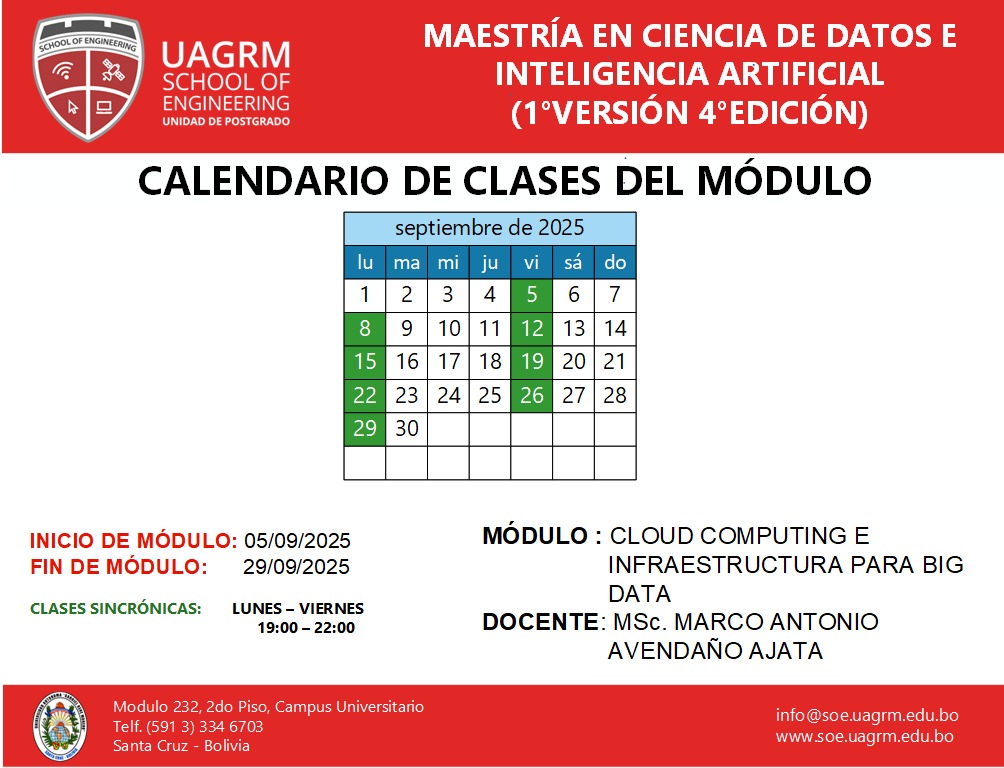 SCHOOL OF ENGINEERING
UAGRM
SCHOOL OF
ENGINEERING
UNIDAD DE POSTGRADO
MAESTRÍA EN CIENCIA DE DATOS E
INTELIGENCIA ARTIFICIAL
(1°VERSIÓN 4°EDICIÓN)
CALENDARIO DE CLASES DEL MÓDULO
septiembre de 2025
lu ma mi ju vi sá do
1 2 3 4 5 6 7
8 9 10 11 12 13 14
15 16 17 18 19 20 21
22 23 24 25 26 27 28
29 30
INICIO DE MÓDULO: 05/09/2025
FIN DE MÓDULO: 29/09/2025
CLASES SINCRÓNICAS: LUNES – VIERNES
19:00 – 22:00
MÓDULO : CLOUD COMPUTING E
INFRAESTRUCTURA PARA BIG
DATA
DOCENTE: MSc. MARCO ANTONIO
AVENDAÑO AJATA
Modulo 232, 2do Piso, Campus Universitario
Telf. (591 3) 334 6703
Santa Cruz - Bolivia
info@soe.uagrm.edu.bo
www.soe.uagrm.edu.bo